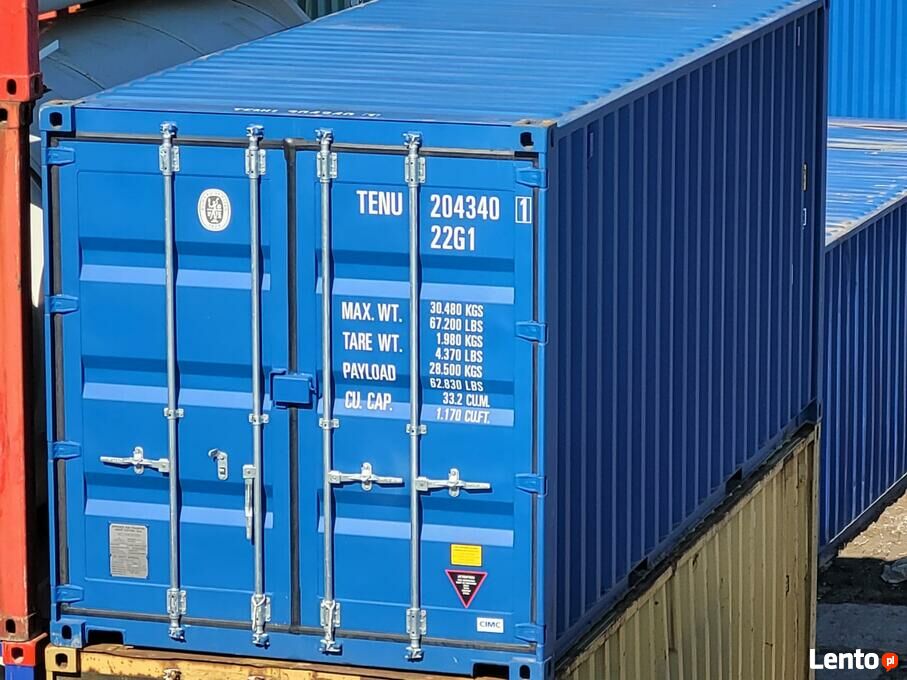 TENU 204340 1
22G1
MAX. WT. 30.480 KGS
67.200 LBS
TARE WT. 1.980 KGS
4.370 LBS
PAYLOAD 28.500 KGS
62.830 LBS
CU. CAP. 33.2 CU.M.
1.170 CU.FT.
CIMC
Lento.pl